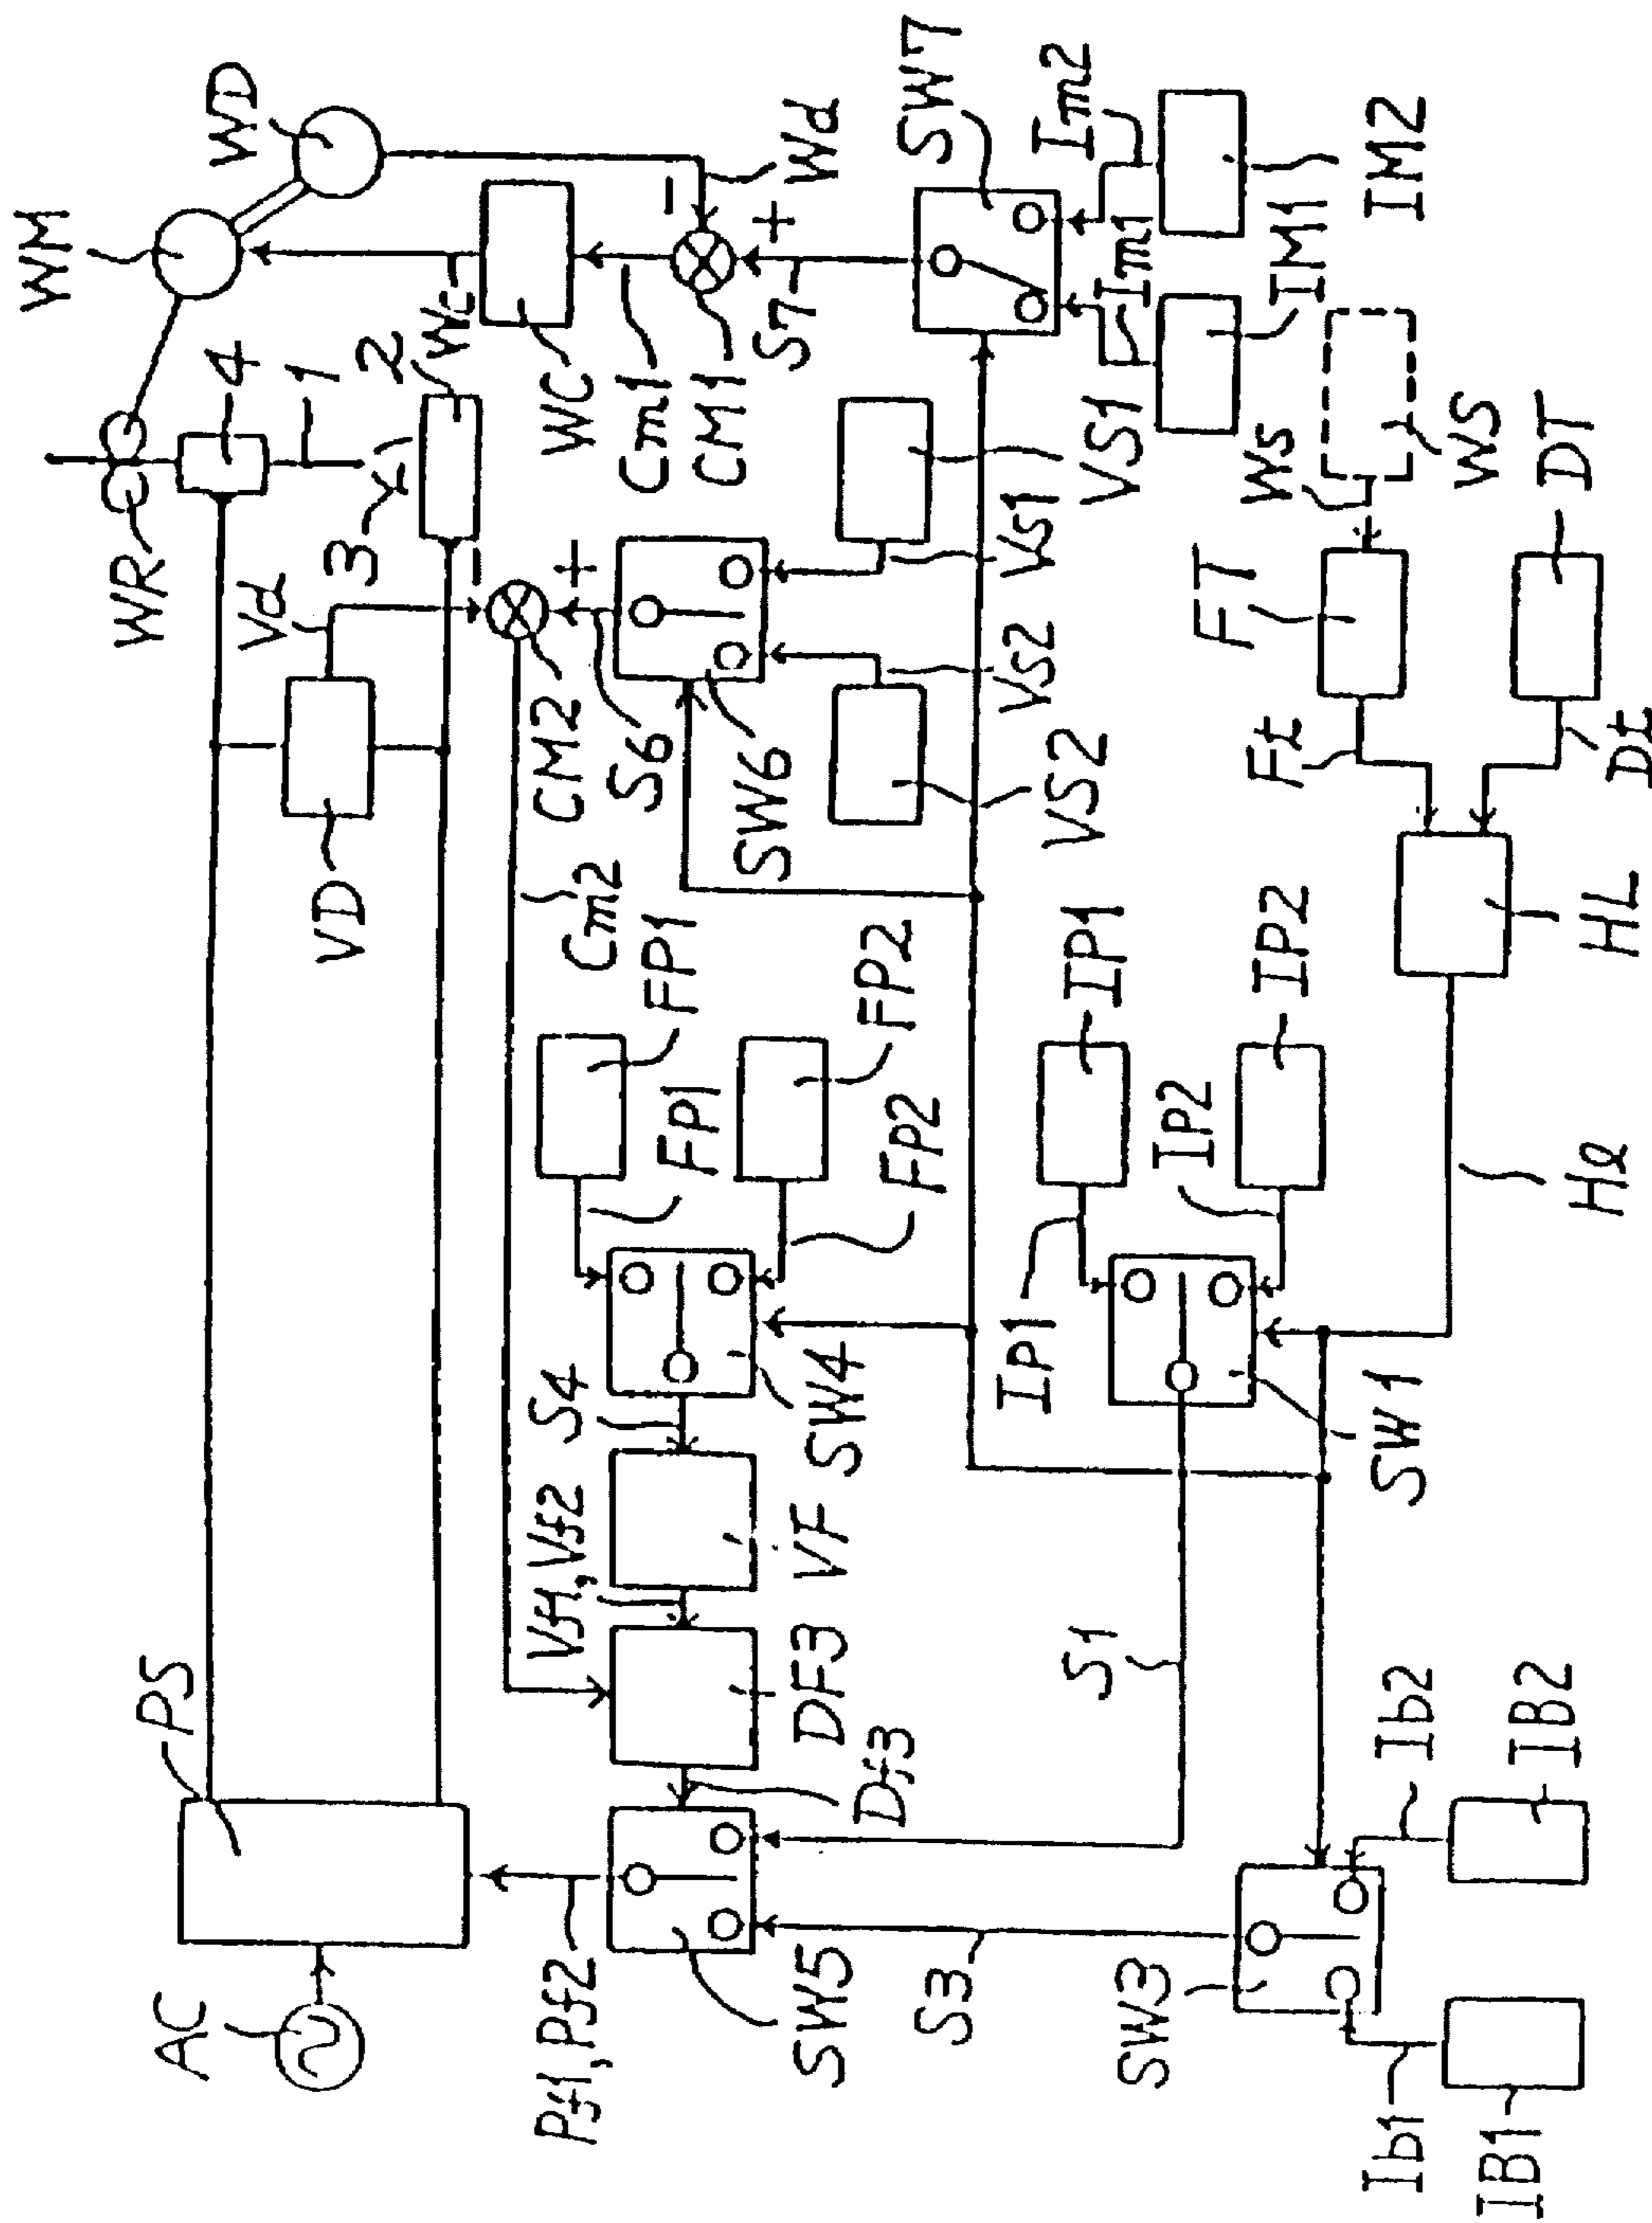 AC
PS
WM
WD
WR
4
1
3
2
Wc
Vd
VD
WC
Cm1
CM1
Wd
−
+
S7
SW7
Im2
IM2
Im1
IM1
−
+
CM2
S6
SW6
Cm2
VS1
Vs1
Vs2
VS2
FP1
FP1
FP2
FP2
S4
SW4
Vf1,Vf2
VF
DF3
Df3
Pf1,Pf2
SW5
S3
S1
IP1
Ip1
IP2
IP2
SW1
Ws
WS
FT
Ft
DT
Dt
HL
Hl
SW3
Ib1
IB1
Ib2
IB2